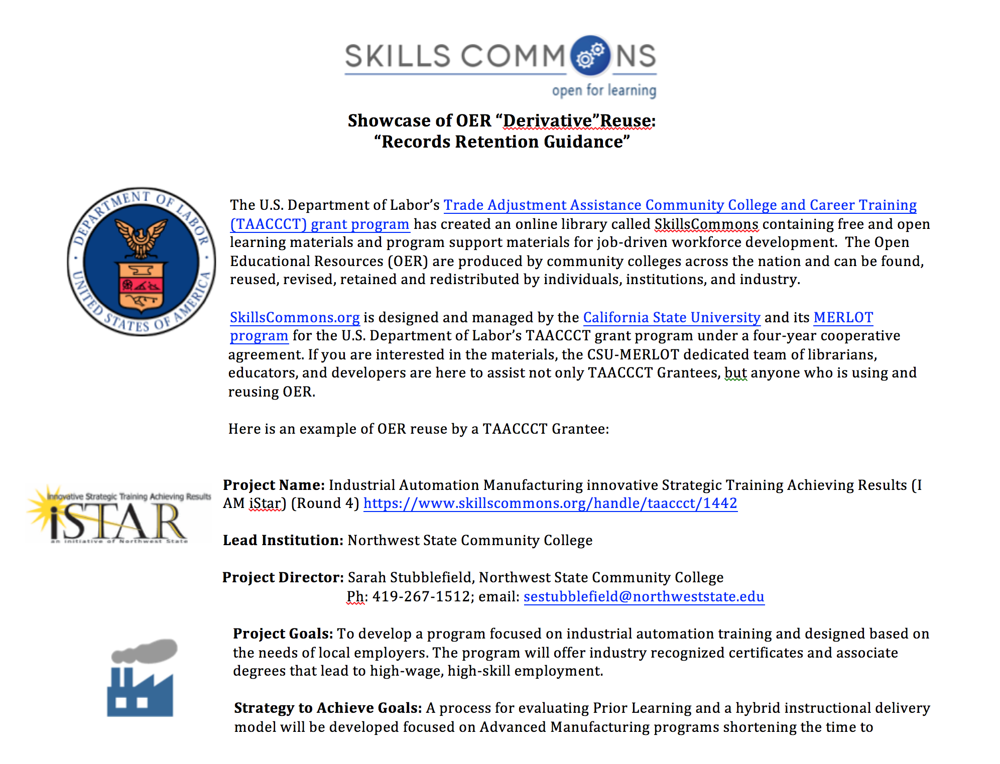 SKILLS COMMONS
open for learning
Showcase of OER “Derivative”Reuse:
“Records Retention Guidance”
DEPARTMENT OF LABOR
UNITED STATES OF AMERICA
The U.S. Department of Labor’s Trade Adjustment Assistance Community College and Career Training
(TAACCCT) grant program has created an online library called SkillsCommons containing free and open
learning materials and program support materials for job-driven workforce development.  The Open
Educational Resources (OER) are produced by community colleges across the nation and can be found,
reused, revised, retained and redistributed by individuals, institutions, and industry.
SkillsCommons.org is designed and managed by the California State University and its MERLOT
program for the U.S. Department of Labor’s TAACCCT grant program under a four-year cooperative
agreement. If you are interested in the materials, the CSU-MERLOT dedicated team of librarians,
educators, and developers are here to assist not only TAACCCT Grantees, but anyone who is using and
reusing OER.
Here is an example of OER reuse by a TAACCCT Grantee:
Innovative Strategic Training Achieving Results
iSTAR
an initiative of Northwest State
Project Name: Industrial Automation Manufacturing innovative Strategic Training Achieving Results (I
AM iStar) (Round 4) https://www.skillscommons.org/handle/taaccct/1442
Lead Institution: Northwest State Community College
Project Director: Sarah Stubblefield, Northwest State Community College
Ph: 419-267-1512; email: sestubblefield@northweststate.edu
Project Goals: To develop a program focused on industrial automation training and designed based on
the needs of local employers. The program will offer industry recognized certificates and associate
degrees that lead to high-wage, high-skill employment.
Strategy to Achieve Goals: A process for evaluating Prior Learning and a hybrid instructional delivery
model will be developed focused on Advanced Manufacturing programs shortening the time to